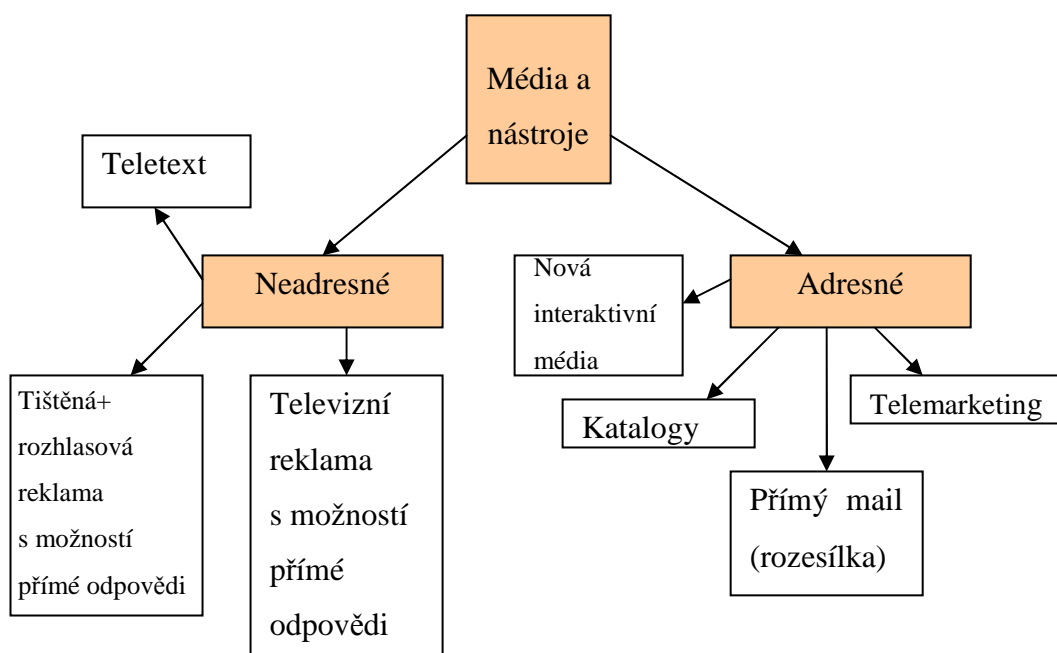 Média a
nástroje
Teletext
Neadresné
Nová
interaktivní
média
Adresné
Tištěná+
rozhlasová
reklama
s možností
přímé odpovědi
Televizní
reklama
s možností
přímé
odpovědi
Katalogy
Telemarketing
Přímý mail
(rozesílka)